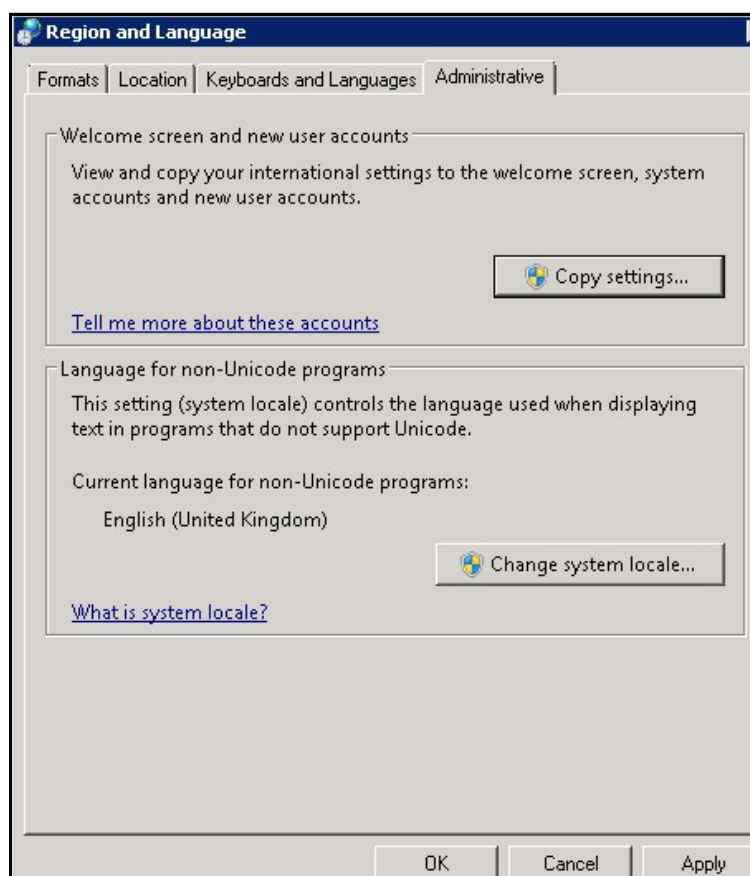 Region and Language
Formats
Location
Keyboards and Languages
Administrative
Welcome screen and new user accounts
View and copy your international settings to the welcome screen, system
accounts and new user accounts.
Copy settings...
Tell me more about these accounts
Language for non-Unicode programs
This setting (system locale) controls the language used when displaying
text in programs that do not support Unicode.
Current language for non-Unicode programs:
English (United Kingdom)
Change system locale...
What is system locale?
OK
Cancel
Apply